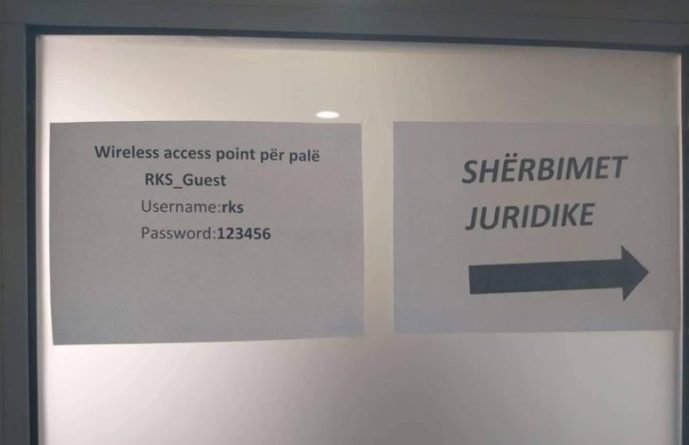 Wireless access point për palë
RKS_Guest
Username:rks
Password:123456
SHËRBIMET
JURIDIKE